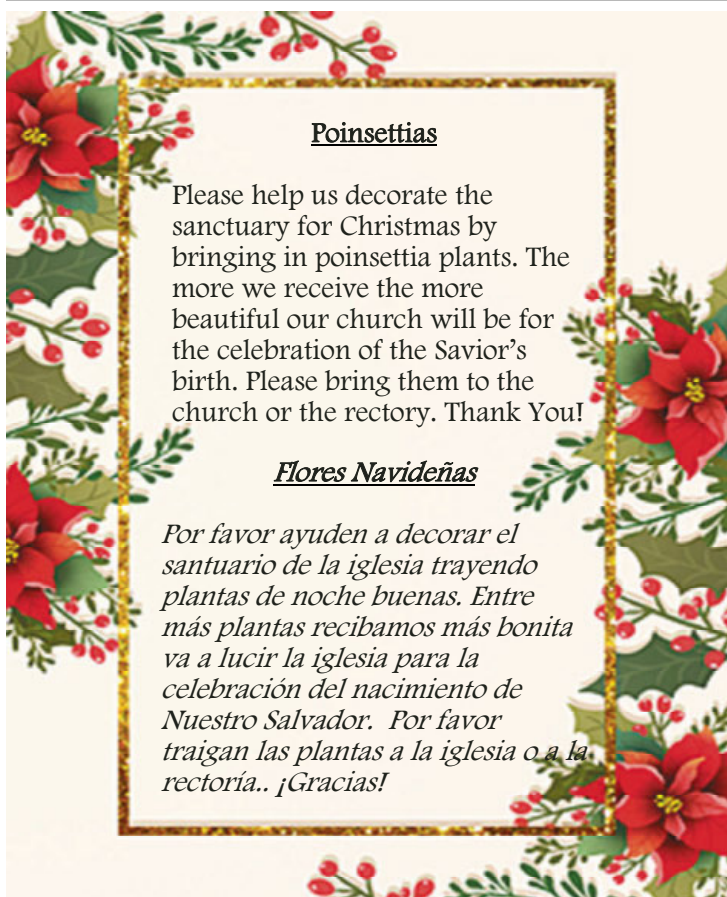 Poinsettias
Please help us decorate the
sanctuary for Christmas by
bringing in poinsettia plants. The
more we receive the more
beautiful our church will be for
the celebration of the Savior’s
birth. Please bring them to the
church or the rectory. Thank You!
Flores Navideñas
Por favor ayuden a decorar el
santuario de la iglesia trayendo
plantas de noche buenas. Entre
más plantas recibamos más bonita
va a lucir la iglesia para la
celebración del nacimiento de
Nuestro Salvador.  Por favor
traigan las plantas a la iglesia o a la
rectoría.. ¡Gracias!